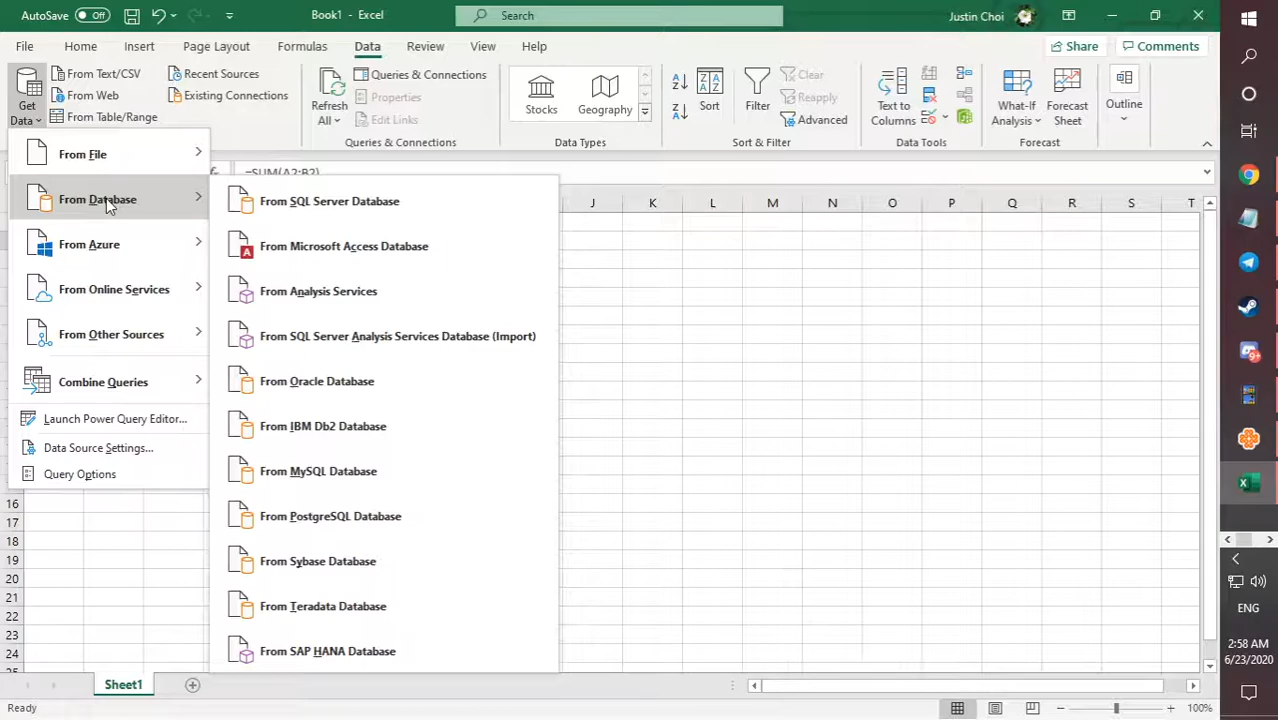 AutoSave Off Book1 - Excel Search Justin Choi
File Home Insert Page Layout Formulas Data Review View Help Share Comments
Get Data
From Text/CSV
From Web
From Table/Range
Recent Sources
Existing Connections
Refresh All
Queries & Connections
Properties
Edit Links
Queries & Connections
Stocks
Geography
Data Types
Sort
Filter
Clear
Reapply
Advanced
Sort & Filter
Text to Columns
Data Tools
What-If Analysis
Forecast Sheet
Forecast
Outline
=SUM(A2:B2)
From File
From Database
From Azure
From Online Services
From Other Sources
Combine Queries
Launch Power Query Editor...
Data Source Settings...
Query Options
From SQL Server Database
From Microsoft Access Database
From Analysis Services
From SQL Server Analysis Services Database (Import)
From Oracle Database
From IBM Db2 Database
From MySQL Database
From PostgreSQL Database
From Sybase Database
From Teradata Database
From SAP HANA Database
J K L M N O P Q R S T
16
17
18
19
20
21
22
23
24
Sheet1
Ready
100%
9+
ENG
2:58 AM
6/23/2020